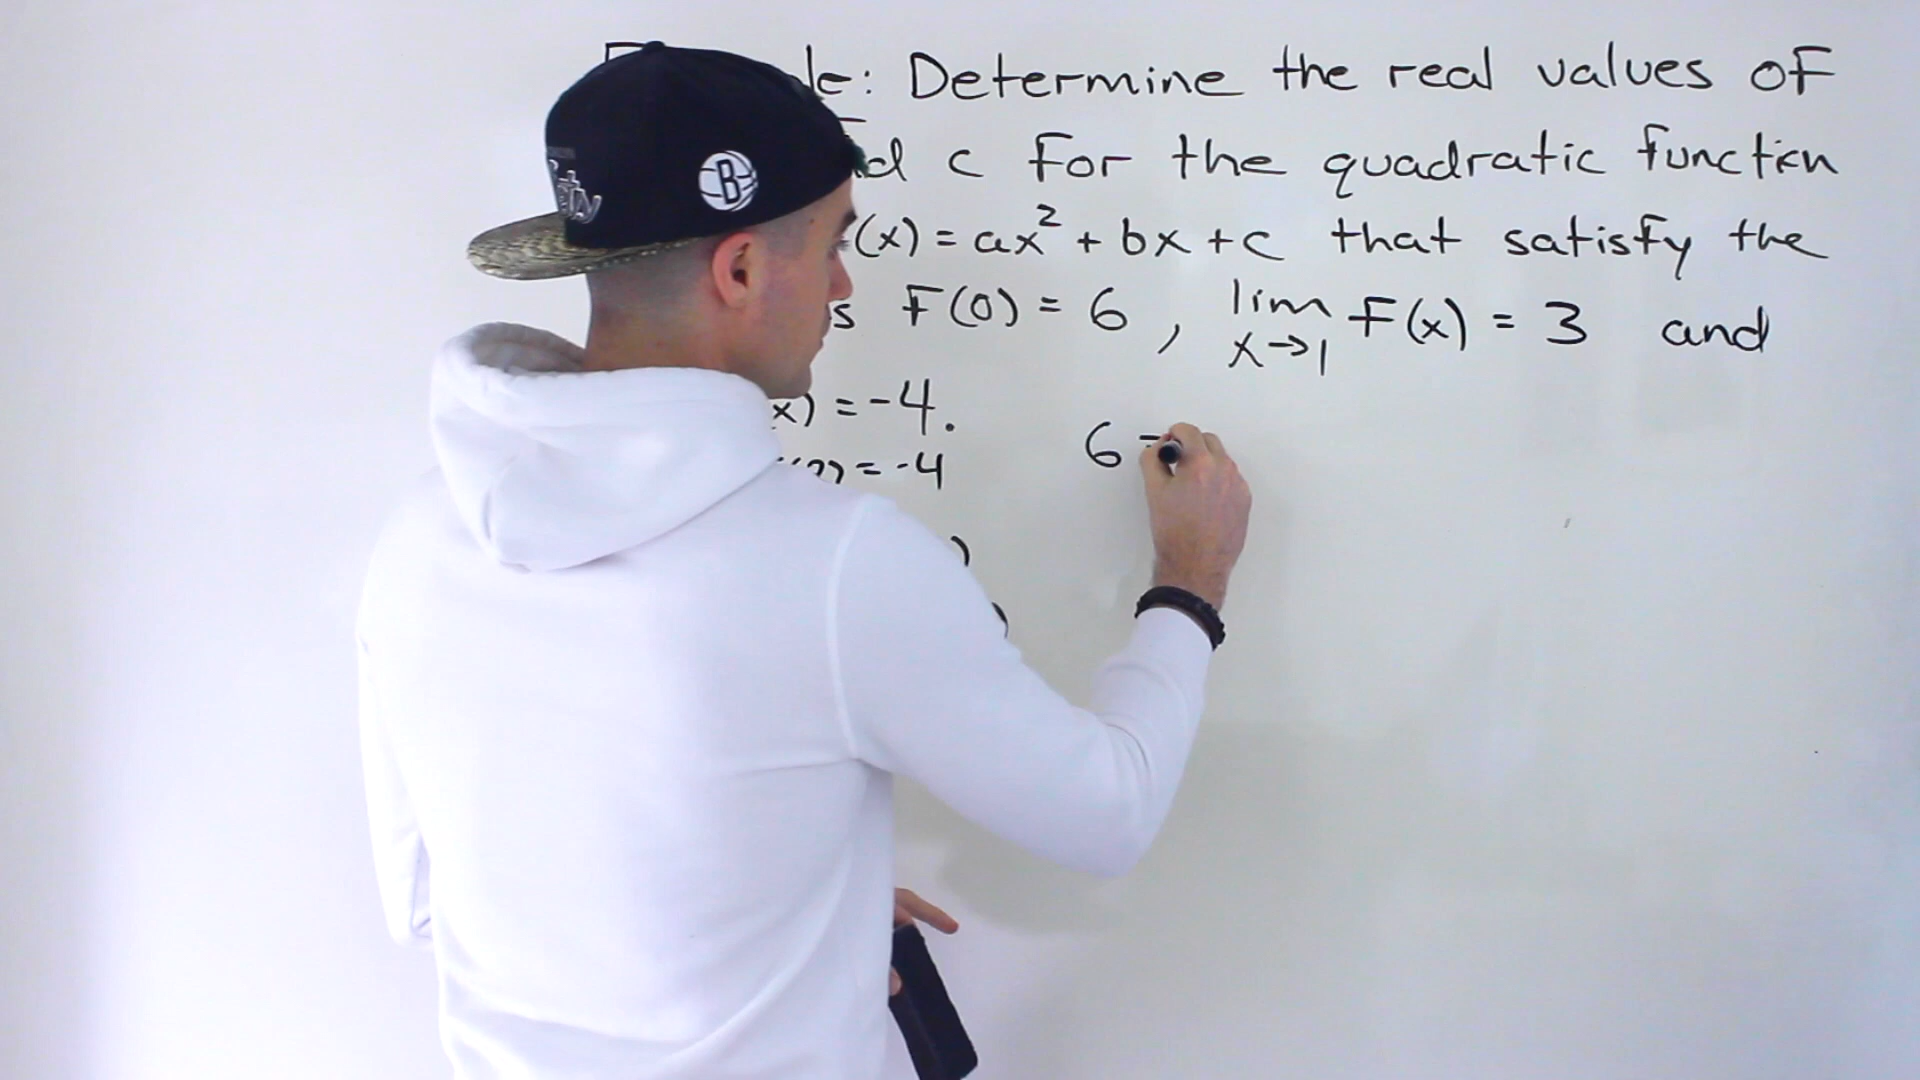 e: Determine the real values of
d c for the quadratic function
(x) = ax² + bx + c that satisfy the
s F(0) = 6 , lim x→1 F(x) = 3 and
x) = -4.
= -4
6 =
B